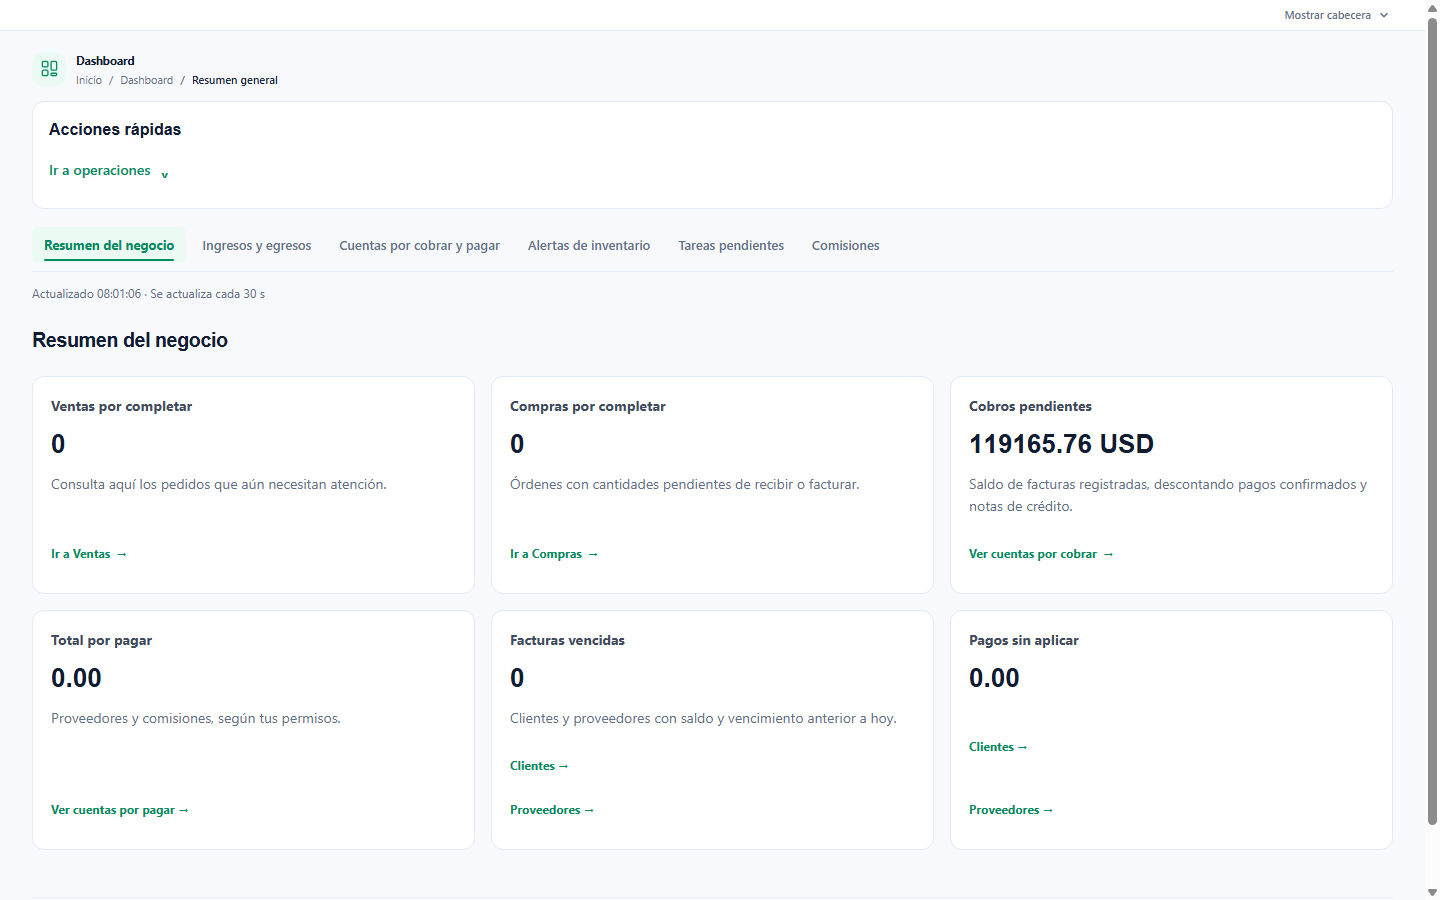 Mostrar cabecera
Dashboard
Inicio / Dashboard / Resumen general
Acciones rápidas
Ir a operaciones v
Resumen del negocio Ingresos y egresos Cuentas por cobrar y pagar Alertas de inventario Tareas pendientes Comisiones
Actualizado 08:01:06 · Se actualiza cada 30 s
Resumen del negocio
Ventas por completar
0
Consulta aquí los pedidos que aún necesitan atención.
Ir a Ventas →
Compras por completar
0
Órdenes con cantidades pendientes de recibir o facturar.
Ir a Compras →
Cobros pendientes
119165.76 USD
Saldo de facturas registradas, descontando pagos confirmados y
notas de crédito.
Ver cuentas por cobrar →
Total por pagar
0.00
Proveedores y comisiones, según tus permisos.
Ver cuentas por pagar →
Facturas vencidas
0
Clientes y proveedores con saldo y vencimiento anterior a hoy.
Clientes →
Proveedores →
Pagos sin aplicar
0.00
Clientes →
Proveedores →